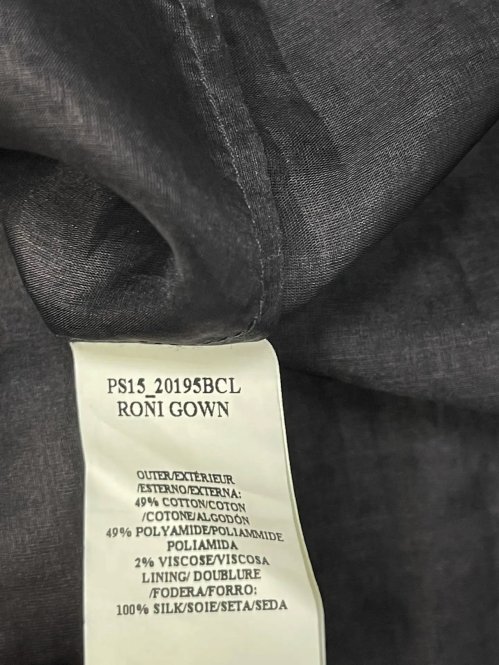 PS15_20195BCL
RONI GOWN
OUTER/EXTÉRIEUR
/ESTERNO/EXTERNA:
49% COTTON/COTON
/COTONE/ALGODÓN
49% POLYAMIDE/POLIAMMIDE
POLIAMIDA
2% VISCOSE/VISCOSA
LINING/ DOUBLURE
/FODERA/FORRO:
100% SILK/SOIE/SETA/SEDA